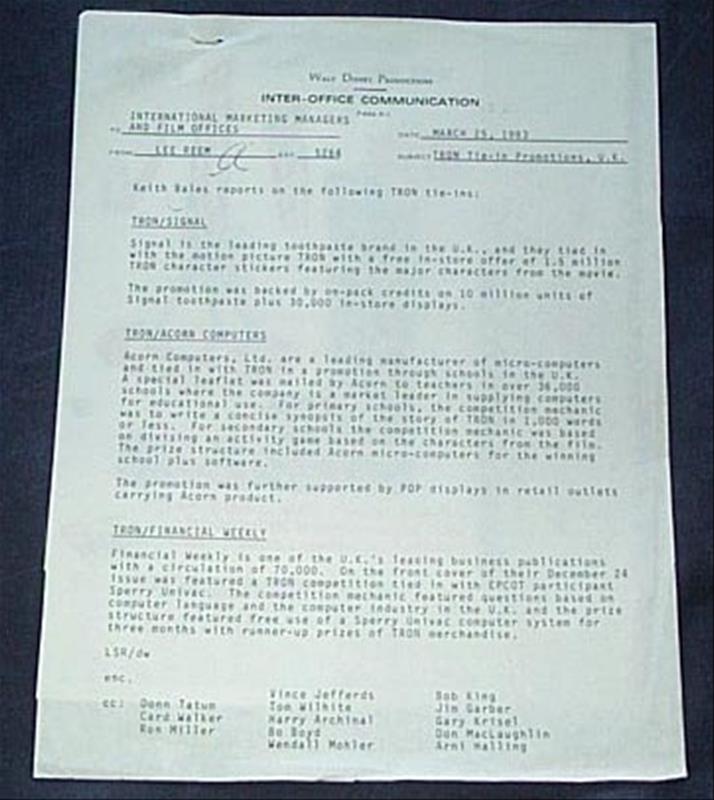 WALT DISNEY PRODUCTIONS
INTER-OFFICE COMMUNICATION
TO INTERNATIONAL MARKETING MANAGERS
AND FILM OFFICES
DATE MARCH 25, 1983
FROM LEE REEM EXT 5264
SUBJECT TRON Tie-in Promotions, U.K.
Keith Bales reports on the following TRON tie-ins:
TRON/SIGNAL
Signal is the leading toothpaste brand in the U.K., and they tied in
with the motion picture TRON with a free in-store offer of 1.5 million
TRON character stickers featuring the major characters from the movie.
The promotion was backed by on-pack credits on 10 million units of
Signal toothpaste plus 30,000 in-store displays.
TRON/ACORN COMPUTERS
Acorn Computers, Ltd. are a leading manufacturer of micro-computers
and tied in with TRON in a promotion through schools in the U.K.
A special leaflet was mailed by Acorn to teachers in over 36,000
schools where the company is a market leader in supplying computers
for educational use. For primary schools, the competition mechanic
was to write a concise synopsis of the story of TRON in 1,000 words
or less. For secondary schools the competition mechanic was based
on divising an activity game based on the characters from the film.
The prize structure included Acorn micro-computers for the winning
school plus software.
The promotion was further supported by POP displays in retail outlets
carrying Acorn product.
TRON/FINANCIAL WEEKLY
Financial Weekly is one of the U.K.'s leading business publications
with a circulation of 70,000. On the front cover of their December 24
issue was featured a TRON competition tied in with EPCOT participant
Sperry Univac. The competition mechanic featured questions based on
computer language and the computer industry in the U.K. and the prize
structure featured free use of a Sperry Univac computer system for
three months with runner-up prizes of TRON merchandise.
LSR/dw
enc.
cc: Donn Tatum Vince Jefferds Bob King
Card Walker Tom Wilhite Jim Garber
Ron Miller Harry Archinal Gary Krisel
Bo Boyd Don MacLaughlin
Wendall Mohler Arni Halling